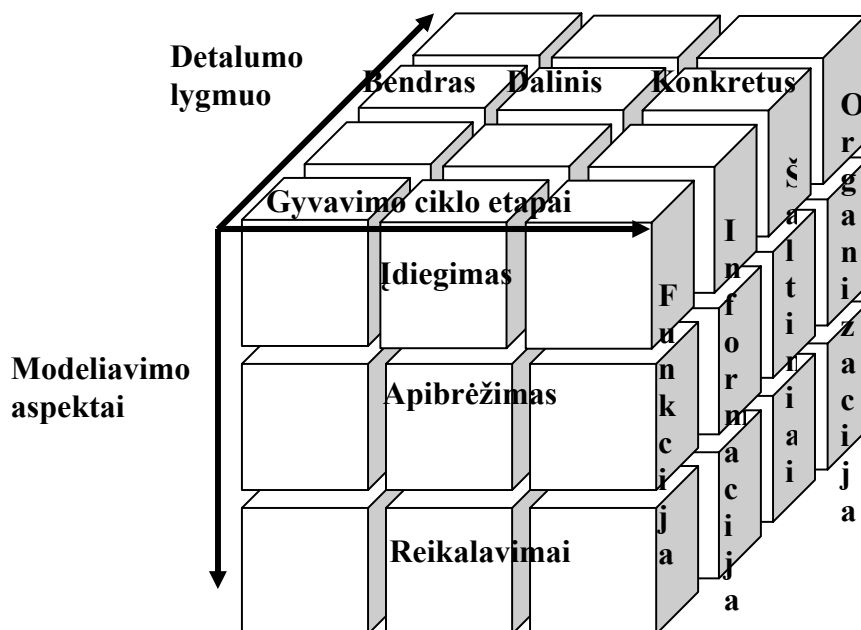 Detalumo
lygmuo
Bendras
Dalinis
Konkretus
Gyvavimo ciklo etapai
Įdiegimas
Modeliavimo
aspektai
Apibrėžimas
Reikalavimai
Funkcija
Informacija
Šaltiniai
Organizacija